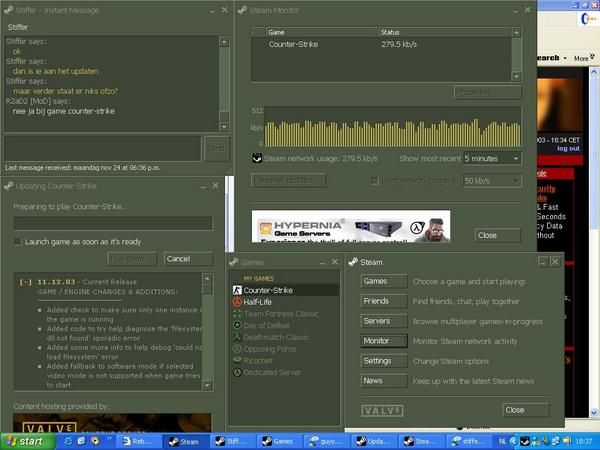 Stiffer - Instant Message
Stiffer
Stiffer says:
ok
Stiffer says:
dan is ie aan het updaten
Stiffer says:
maar verder staat er niks ofzo?
R2aD2 [MoD] says:
nee ja bij game counter-strike
Send
Last message received: maandag nov 24 at 06:36 p.m.
Steam Monitor
Game Status
Counter-Strike 279.5 kb/s
Properties
512
kb/s
0
Steam network usage: 279.5 kb/s Show most recent 5 minutes
Pause all updates Limit network usage to: 50 kb/s
HYPERNIA
Game Servers
Experience the thrill of full server control
Close
earch
More »
003 - 18:34 CET
log out
Updating Counter-Strike
Preparing to play Counter-Strike..
Launch game as soon as it's ready
Play game Cancel
[-] 11.12.03 - Current Release
GAME / ENGINE CHANGES & ADDITIONS:
Added check to make sure only one instance of
the game is running
Added code to try help diagnose the 'filesystem
dll not found' sporadic error
Added some more info to help debug 'could not
load filesystem' error
Added fallback to software mode if selected
video mode is not supported when game tries
to start
Content hosting provided by:
VALVE
Games
MY GAMES
Counter-Strike
Half-Life
Team Fortress Classic
Day of Defeat
Deathmatch Classic
Opposing Force
Ricochet
Dedicated Server
Steam
Games Choose a game and start playing!
Friends Find friends, chat, play together
Servers Browse multiplayer games-in-progress
Monitor Monitor Steam network activity
Settings Change Steam options
News Keep up with the latest Steam news
VALVE
Close
start
Reb...
Steam
Stiff...
Games
guyo...
Upda...
Stea...
stiffe...
NL
18:37